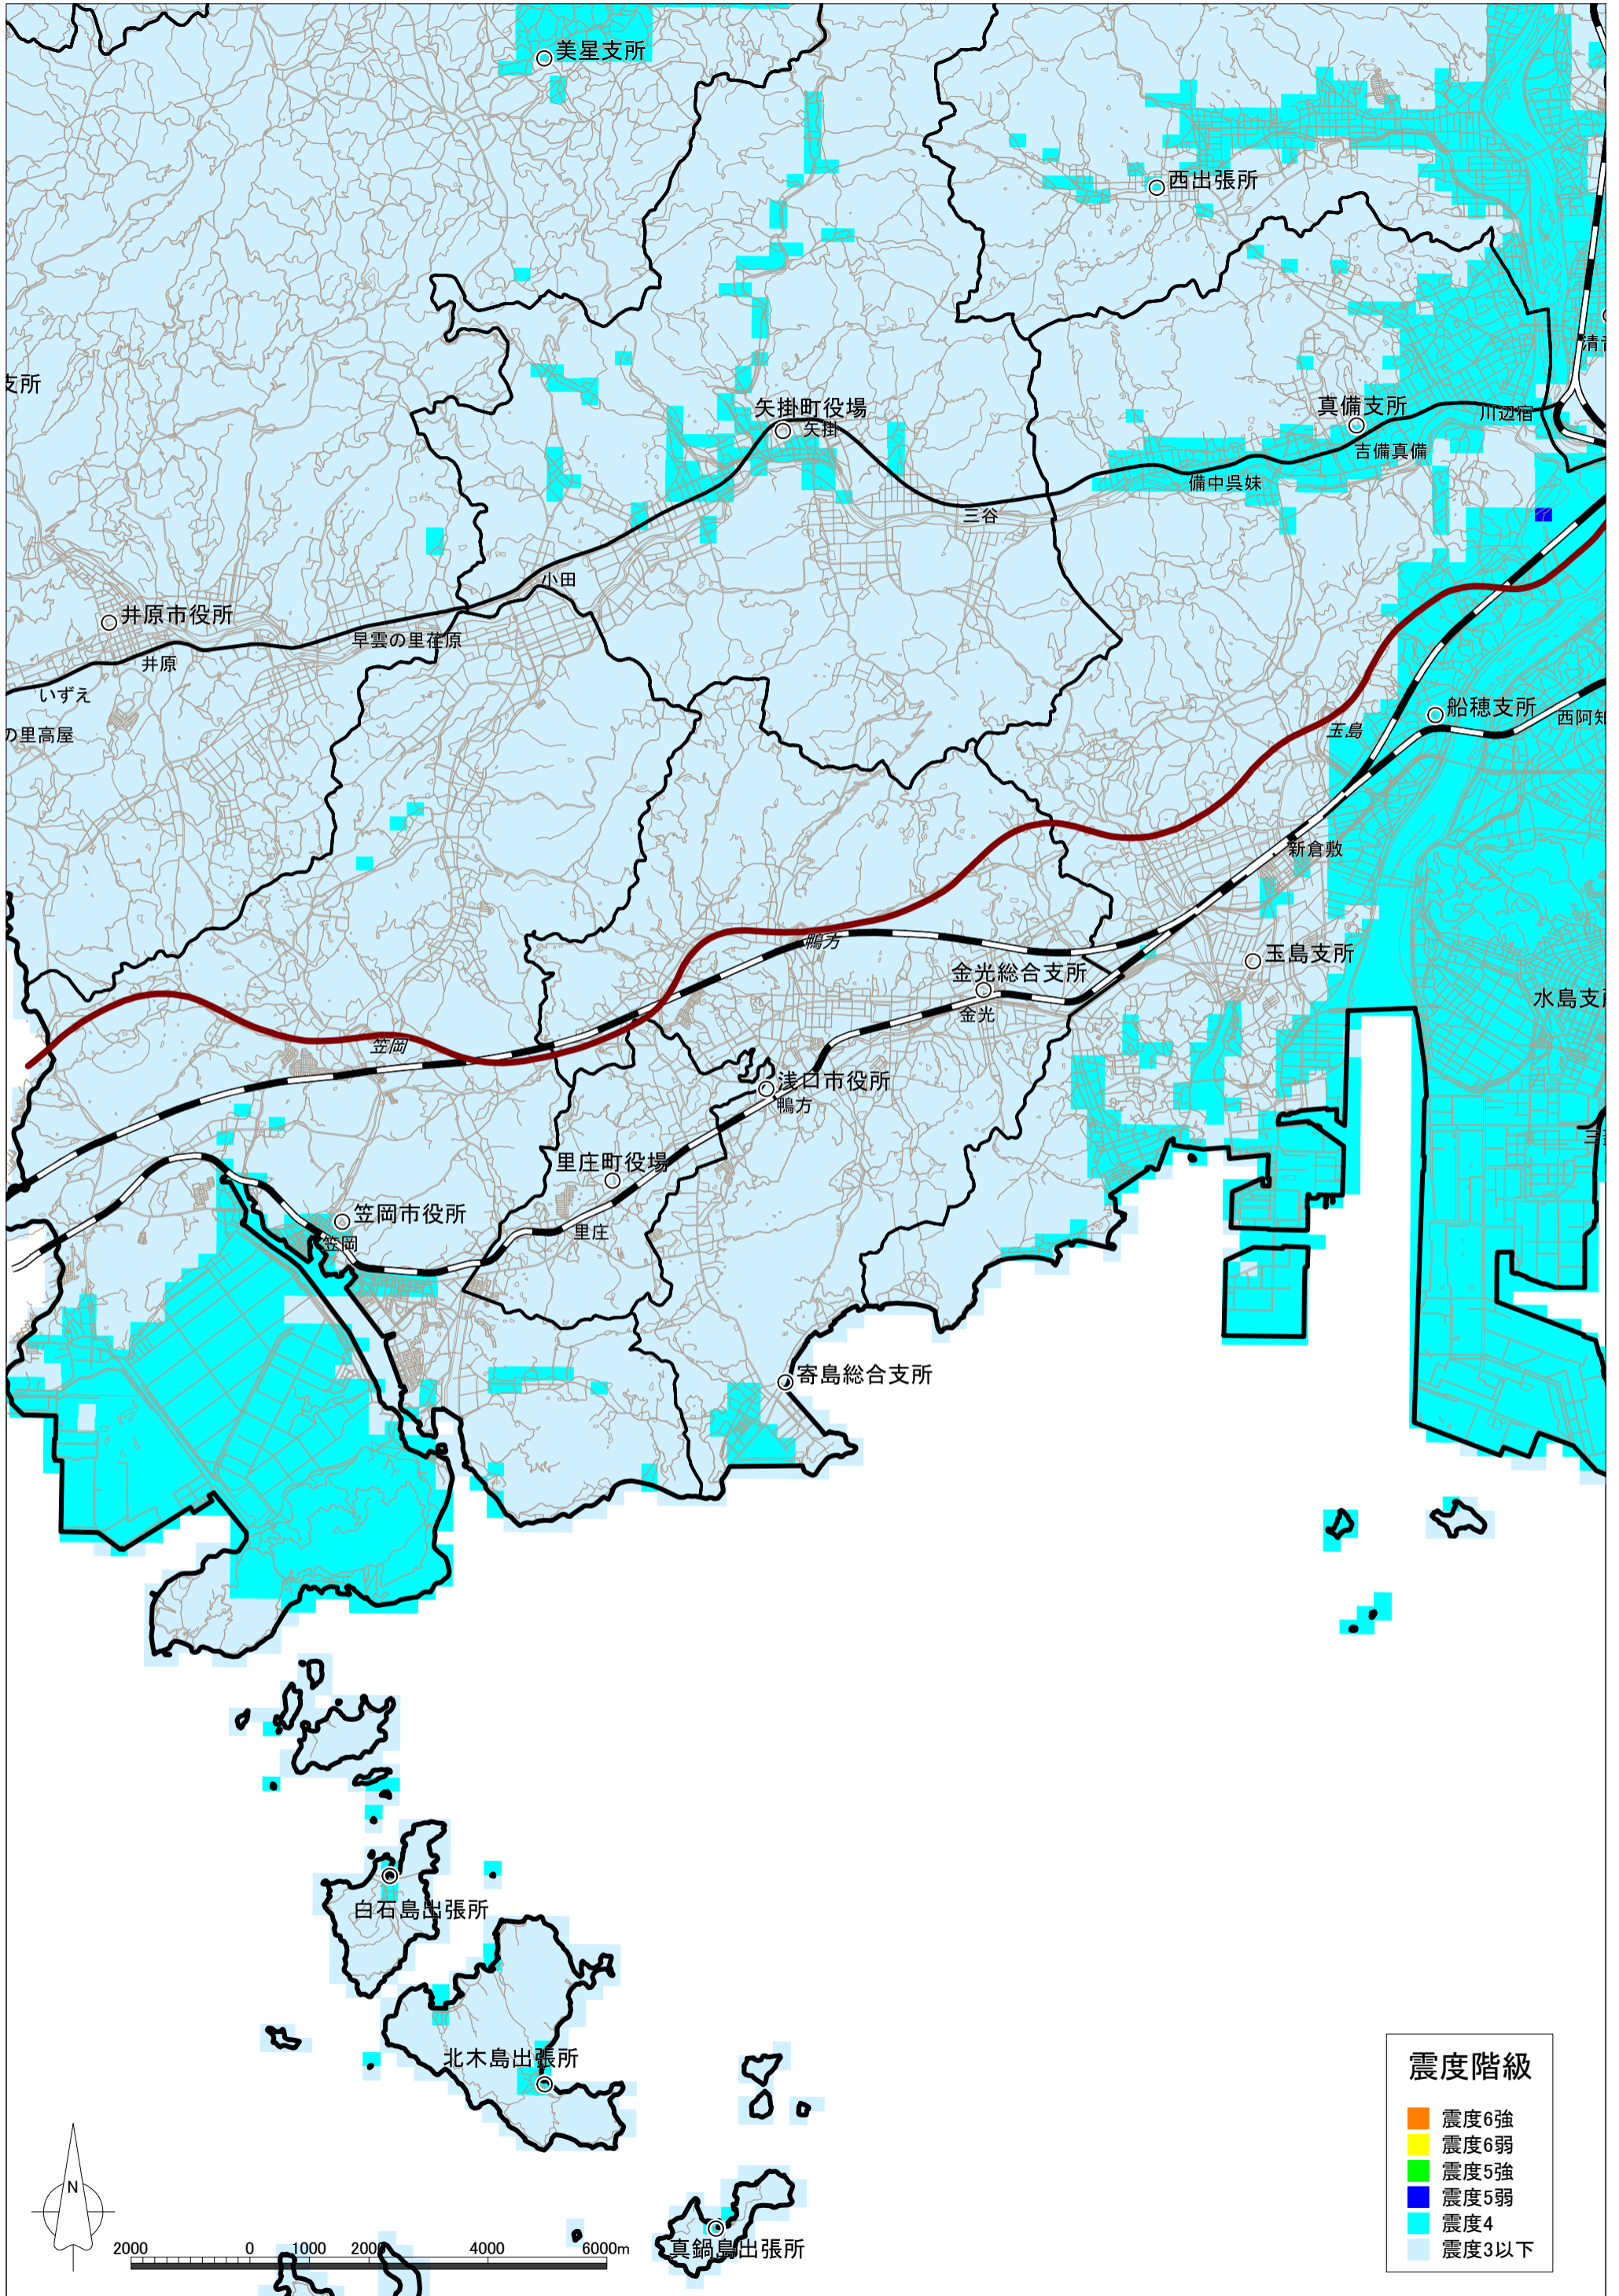 美星支所
西出張所
清音
支所
矢掛町役場
矢掛
真備支所
川辺宿
吉備真備
備中呉妹
三谷
小田
井原市役所
早雲の里荏原
井原
いずえ
の里高屋
船穂支所
西阿知
玉島
新倉敷
鴨方
玉島支所
金光総合支所
金光
水島支所
笠岡
浅口市役所
鴨方
里庄町役場
笠岡市役所
里庄
笠岡
寄島総合支所
白石島出張所
北木島出張所
真鍋島出張所
N
2000 0 1000 2000 4000 6000m
震度階級
震度6強
震度6弱
震度5強
震度5弱
震度4
震度3以下